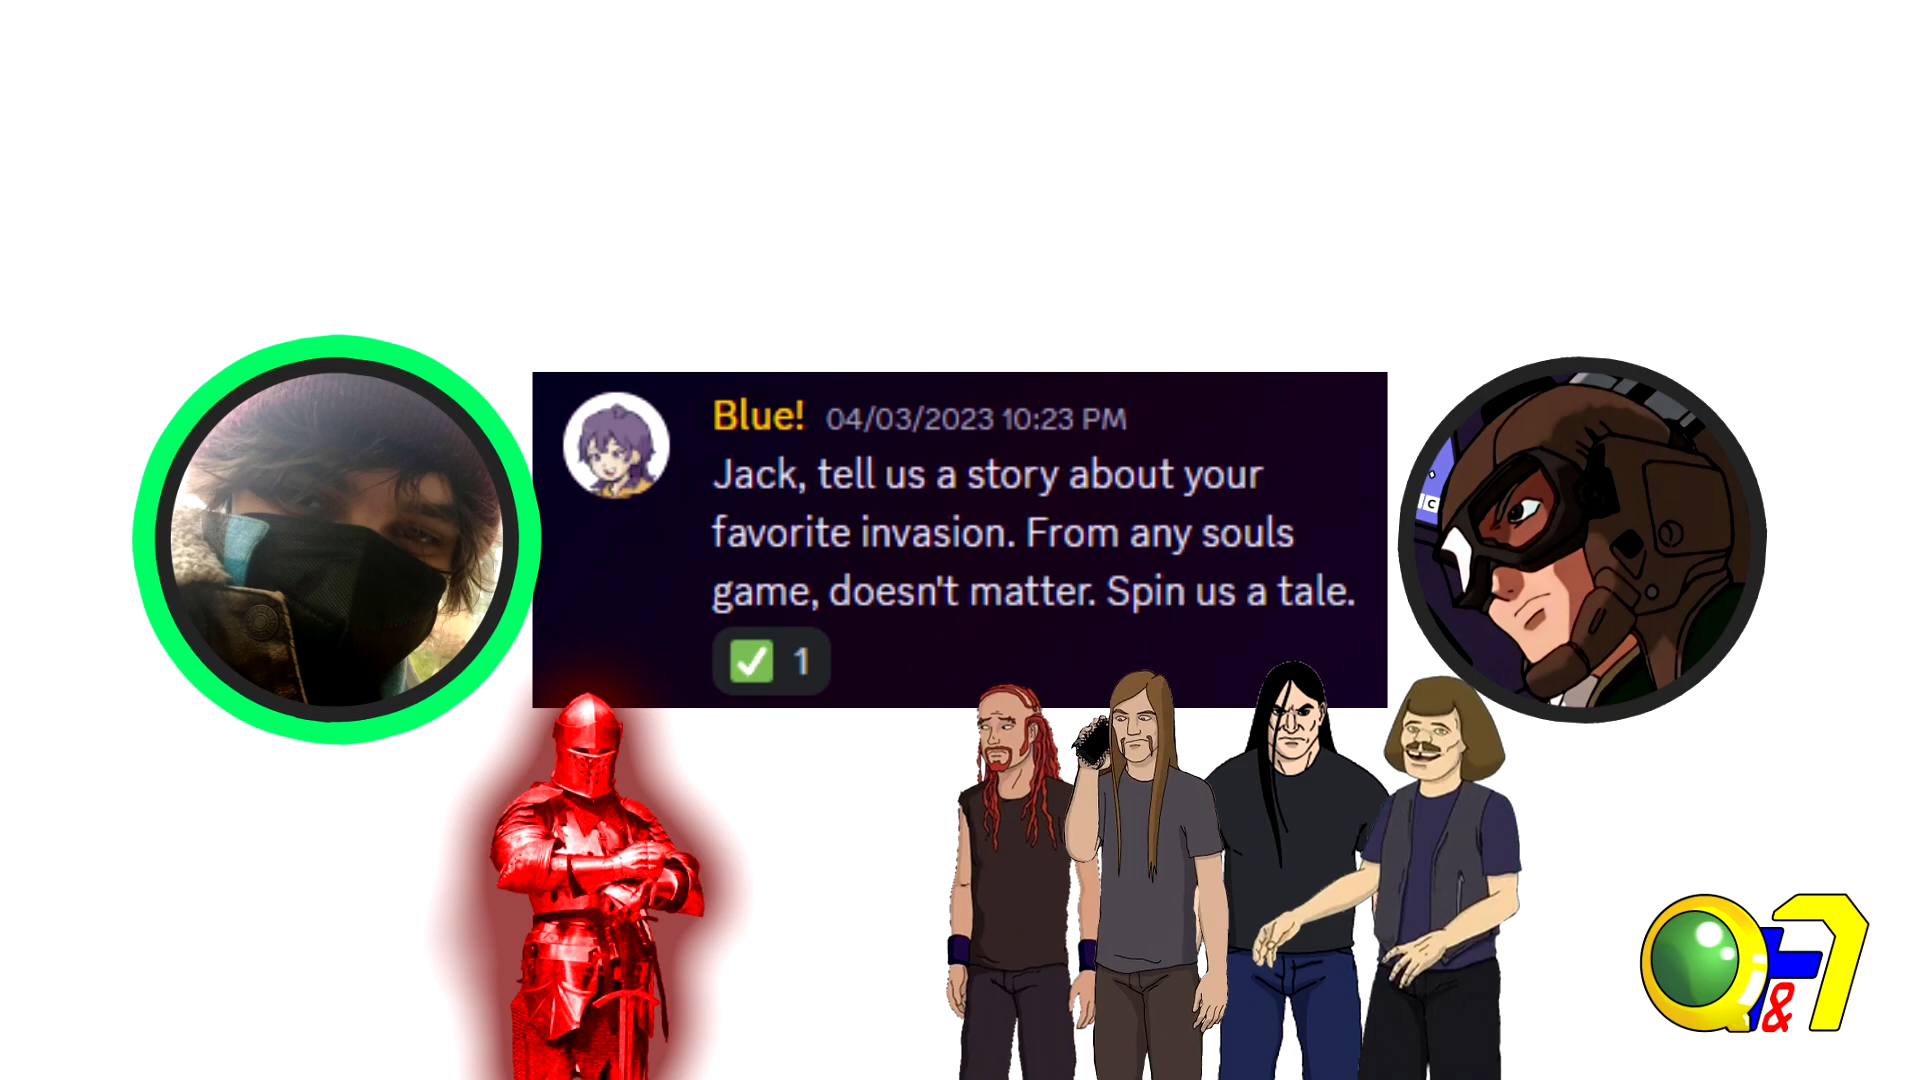 Blue! 04/03/2023 10:23 PM
Jack, tell us a story about your
favorite invasion. From any souls
game, doesn't matter. Spin us a tale.
✅ 1
C
&